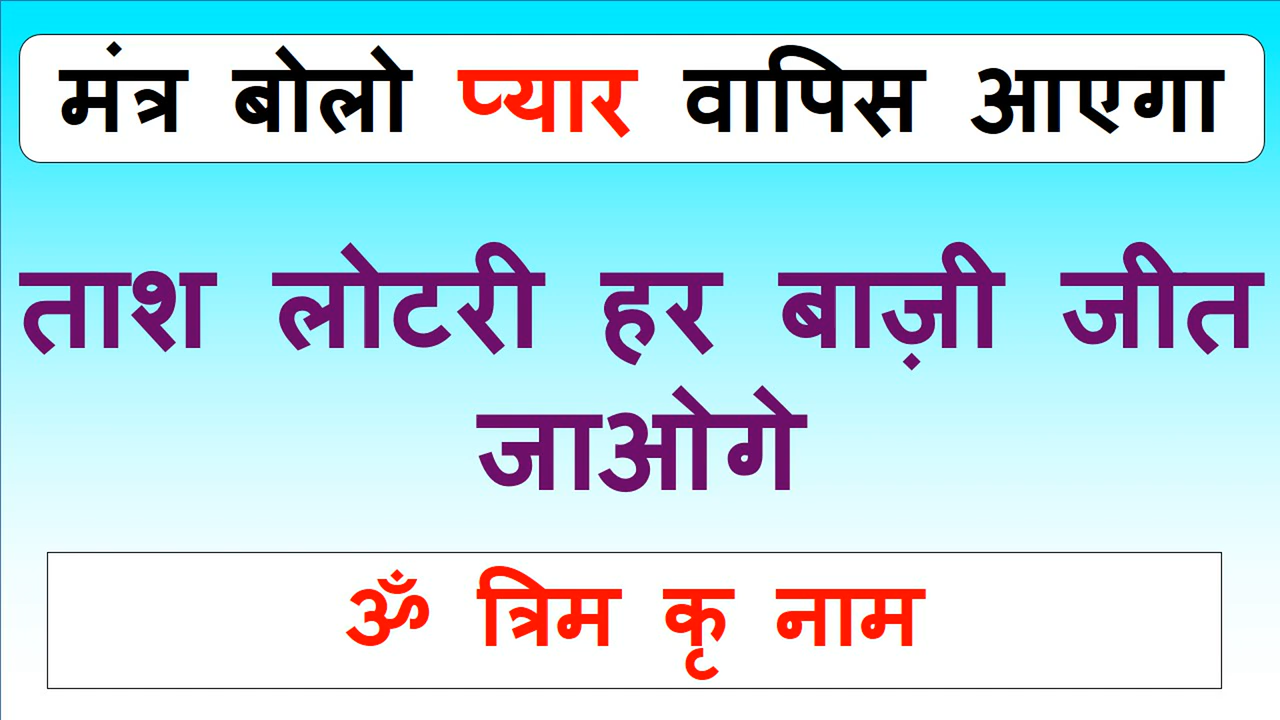 मंत्र बोलो प्यार वापिस आएगा
ताश लोटरी हर बाज़ी जीत
जाओगे
ॐ त्रिम कृ नाम